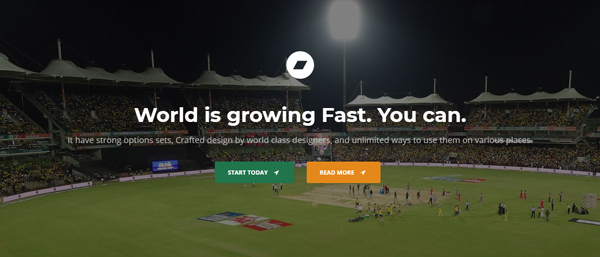 World is growing Fast. You can.
It have strong options sets, Crafted design by world class designers, and unlimited ways to use them on various places.
START TODAY
READ MORE